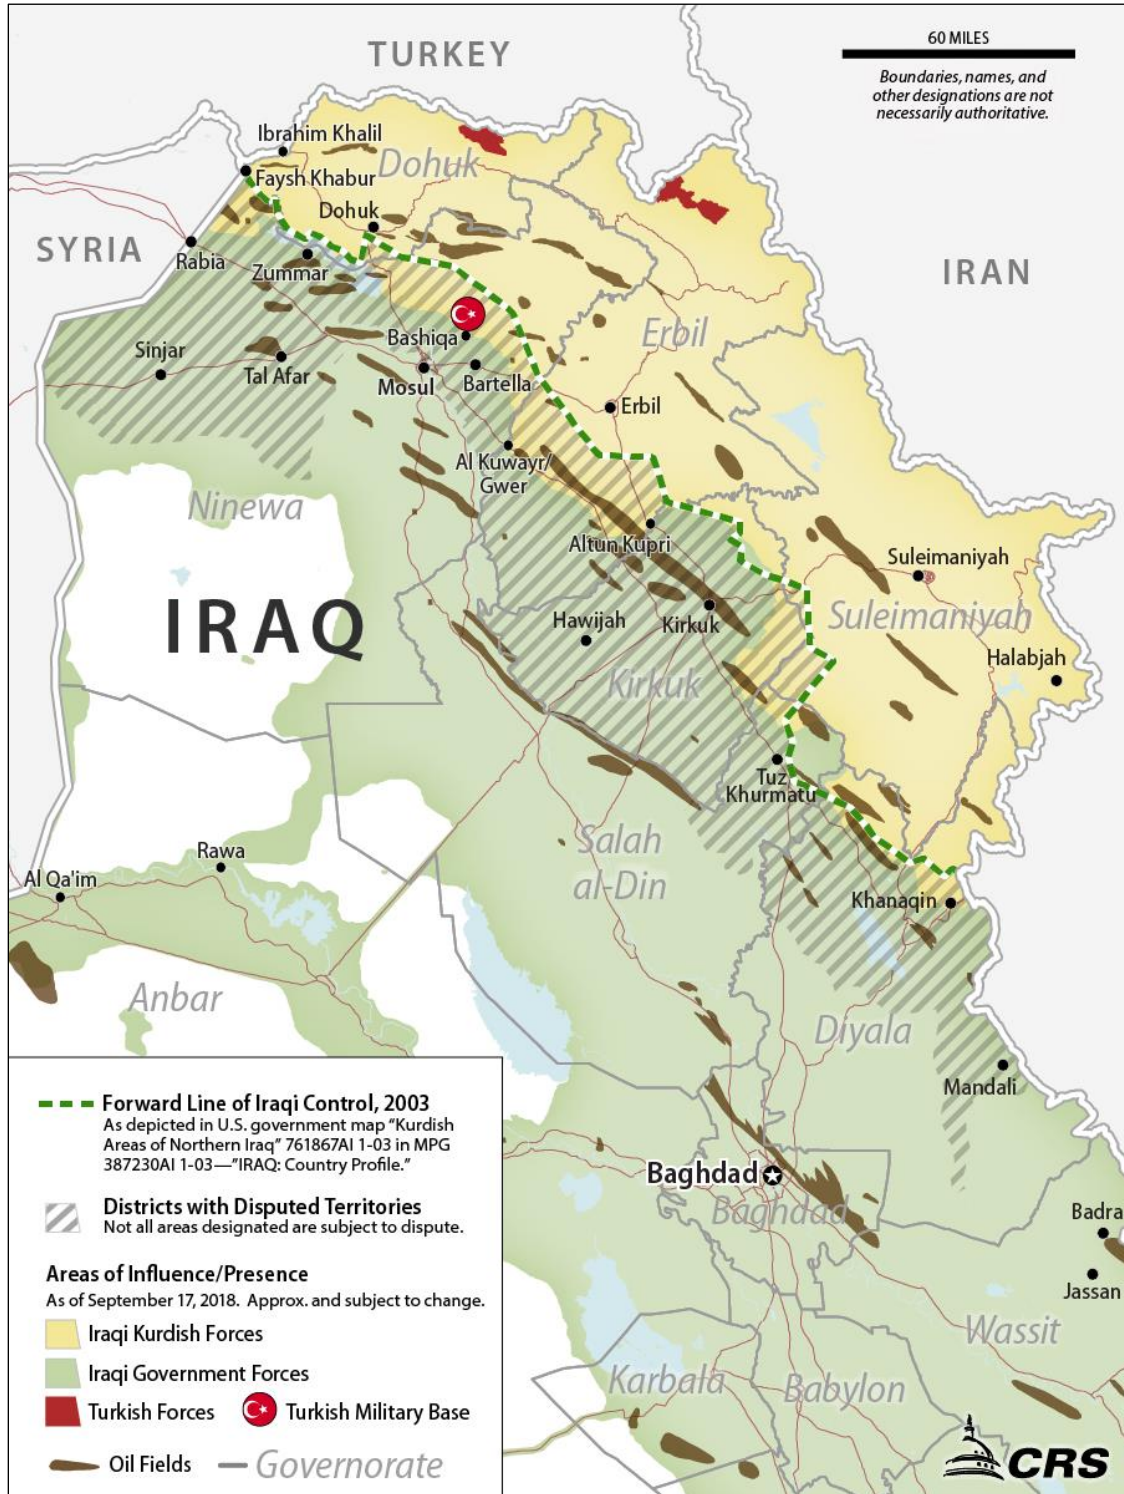 TURKEY
60 MILES
Boundaries, names, and
other designations are not
necessarily authoritative.
Ibrahim Khalil
Dohuk
Faysh Khabur
Dohuk
SYRIA
Rabia
Zummar
IRAN
Erbil
Bashiqa
Sinjar
Tal Afar
Mosul
Bartella
Erbil
Al Kuwayr/
Gwer
Ninewa
Altun Kupri
Suleimaniyah
IRAQ
Hawijah
Kirkuk
Suleimaniyah
Halabjah
Kirkuk
Tuz
Khurmatu
Salah
al-Din
Rawa
Al Qa'im
Khanaqin
Anbar
Diyala
Mandali
Baghdad
Baghdad
Badra
Jassan
Wassit
Karbala
Babylon
Forward Line of Iraqi Control, 2003
As depicted in U.S. government map "Kurdish
Areas of Northern Iraq" 761867AI 1-03 in MPG
387230AI 1-03—"IRAQ: Country Profile."
Districts with Disputed Territories
Not all areas designated are subject to dispute.
Areas of Influence/Presence
As of September 17, 2018. Approx. and subject to change.
Iraqi Kurdish Forces
Iraqi Government Forces
Turkish Forces
Turkish Military Base
Oil Fields
Governorate
CRS